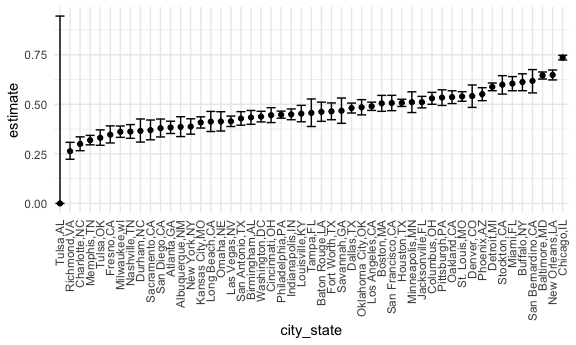 estimate
0.75
0.50
0.25
0.00
Tulsa,AL
Richmond,VA
Charlotte,NC
Memphis,TN
Tulsa,OK
Fresno,CA
Milwaukee,wI
Nashville,TN
Durham,NC
Sacramento,CA
San Diego,CA
Atlanta,GA
Albuquerque,NM
New York,NY
Kansas City,MO
Long Beach,CA
Omaha,NE
Las Vegas,NV
San Antonio,TX
Birmingham,AL
Washington,DC
Cincinnati,OH
Philadelphia,PA
Indianapolis,IN
Louisville,KY
Tampa,FL
Baton Rouge,LA
Fort Worth,TX
Savannah,GA
Dallas,TX
Oklahoma City,OK
Los Angeles,CA
Boston,MA
San Francisco,CA
Houston,TX
Minneapolis,MN
Jacksonville,FL
Columbus,OH
Pittsburgh,PA
Oakland,CA
St. Louis,MO
Denver,CO
Phoenix,AZ
Detroit,MI
Stockton,CA
Miami,FL
Buffalo,NY
San Bernardino,CA
Baltimore,MD
New Orleans,LA
Chicago,IL
city_state